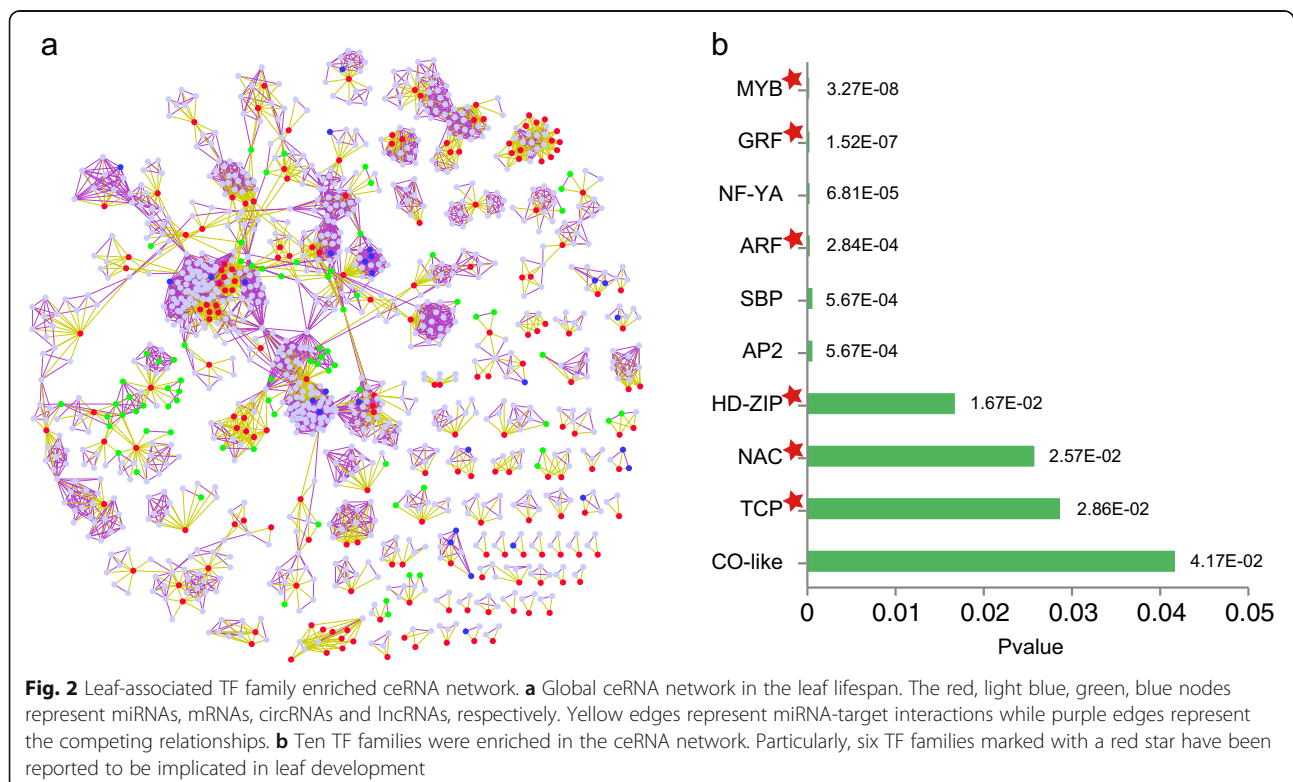 a
b
MYB 3.27E-08
GRF 1.52E-07
NF-YA 6.81E-05
ARF 2.84E-04
SBP 5.67E-04
AP2 5.67E-04
HD-ZIP 1.67E-02
NAC 2.57E-02
TCP 2.86E-02
CO-like 4.17E-02
0 0.01 0.02 0.03 0.04 0.05
Pvalue
Fig. 2 Leaf-associated TF family enriched ceRNA network. a Global ceRNA network in the leaf lifespan. The red, light blue, green, blue nodes
represent miRNAs, mRNAs, circRNAs and lncRNAs, respectively. Yellow edges represent miRNA-target interactions while purple edges represent
the competing relationships. b Ten TF families were enriched in the ceRNA network. Particularly, six TF families marked with a red star have been
reported to be implicated in leaf development